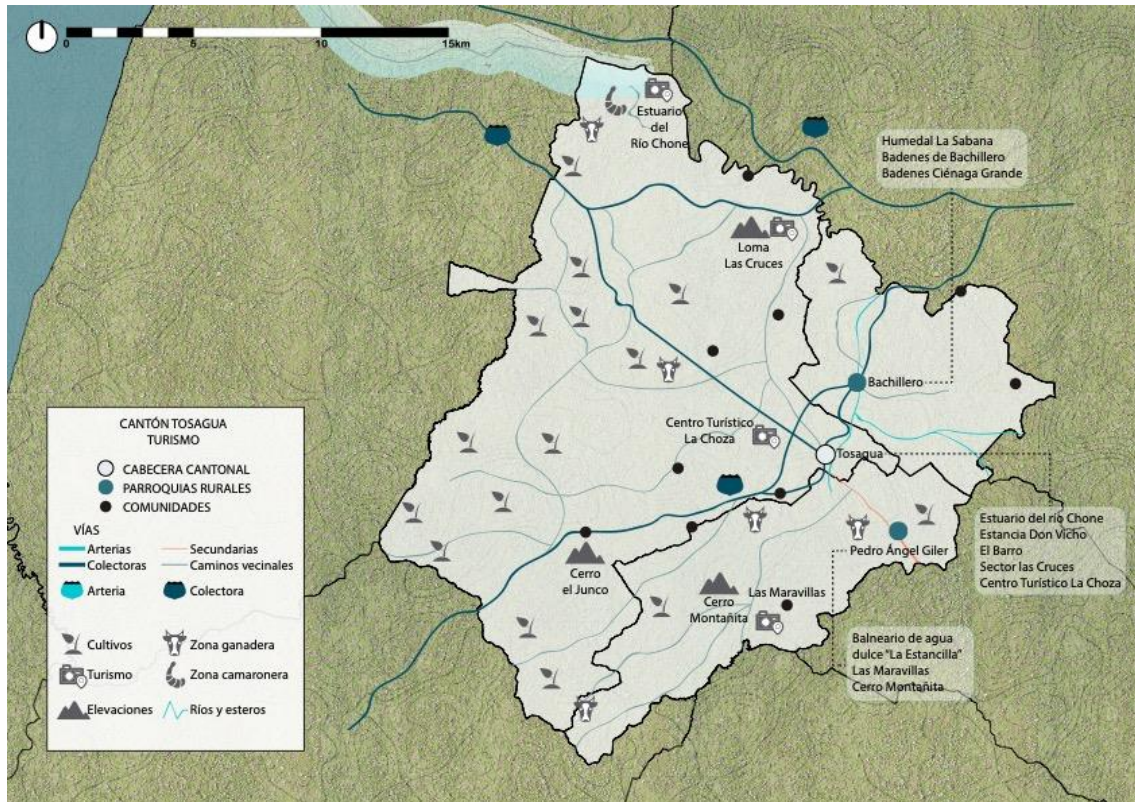 0
5
10
15km
Estuario
del
Río Chone
Humedal La Sabana
Badenes de Bachillero
Badenes Ciénaga Grande
Loma
Las Cruces
Bachillero
Centro Turístico
La Choza
Tosagua
Pedro Ángel Giler
Cerro
el Junco
Cerro
Montañita
Las Maravillas
Estuario del río Chone
Estancia Don Vicho
El Barro
Sector las Cruces
Centro Turístico La Choza
Balneario de agua
dulce “La Estancilla”
Las Maravillas
Cerro Montañita
CANTÓN TOSAGUA
TURISMO
CABECERA CANTONAL
PARROQUIAS RURALES
COMUNIDADES
VÍAS
Arterias
Secundarias
Colectoras
Caminos vecinales
Arteria
Colectora
Cultivos
Zona ganadera
Turismo
Zona camaronera
Elevaciones
Ríos y esteros